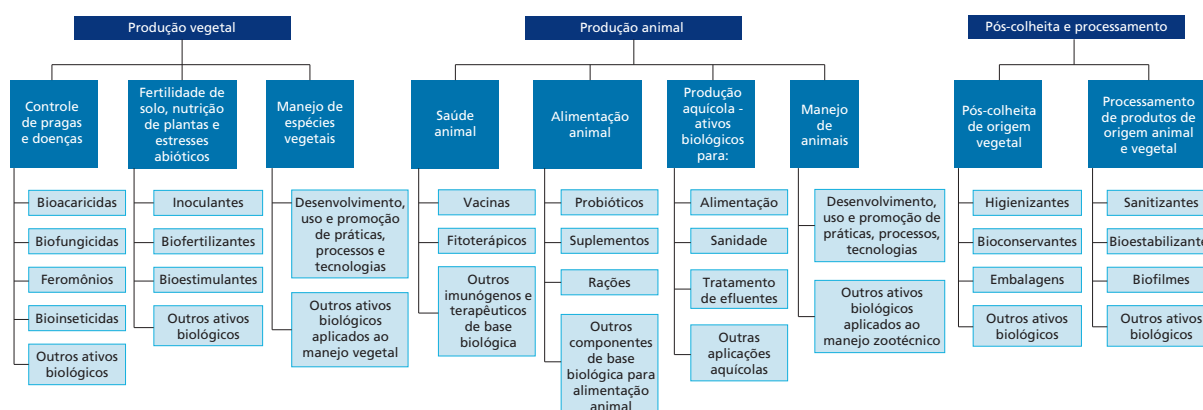 Produção vegetal
Controle
de pragas
e doenças
Bioacaricidas
Biofungicidas
Feromônios
Bioinseticidas
Outros ativos
biológicos
Fertilidade de
solo, nutrição
de plantas e
estresses
abióticos
Inoculantes
Biofertilizantes
Bioestimulantes
Outros ativos
biológicos
Manejo de
espécies
vegetais
Desenvolvimento,
uso e promoção
de práticas,
processos e
tecnologias
Outros ativos
biológicos
aplicados ao
manejo vegetal
Produção animal
Saúde
animal
Vacinas
Fitoterápicos
Outros
imunógenos e
terapêuticos de
base
biológica
Alimentação
animal
Probióticos
Suplementos
Rações
Outros
componentes
de base
biológica para
alimentação
animal
Produção
aquícola -
ativos
biológicos
para:
Alimentação
Sanidade
Tratamento
de efluentes
Outras
aplicações
aquícolas
Manejo
de
animais
Desenvolvimento,
uso e promoção de
práticas, processos,
tecnologias
Outros ativos
biológicos
aplicados ao
manejo zootécnico
Pós-colheita e processamento
Pós-colheita
de origem
vegetal
Higienizantes
Bioconservantes
Embalagens
Outros ativos
biológicos
Processamento
de produtos de
origem animal
e vegetal
Sanitizantes
Bioestabilizante
Biofilmes
Outros ativos
biológicos